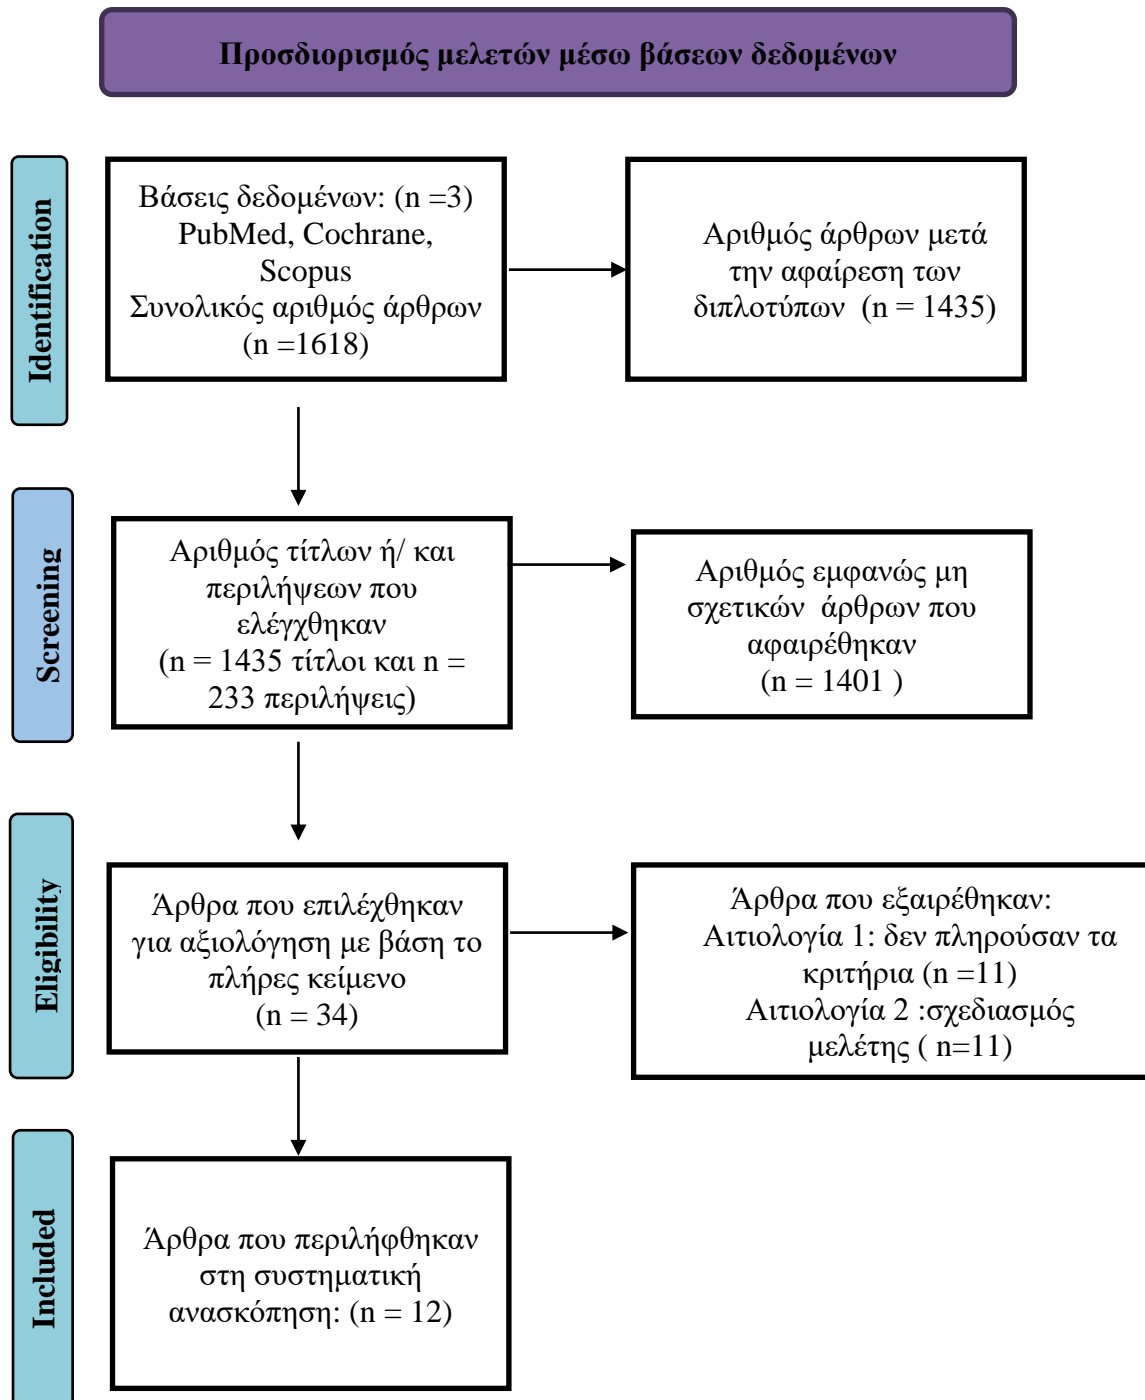 Προσδιορισμός μελετών μέσω βάσεων δεδομένων
Identification
Βάσεις δεδομένων: (n =3)
PubMed, Cochrane,
Scopus
Συνολικός αριθμός άρθρων
(n =1618)
Αριθμός άρθρων μετά
την αφαίρεση των
διπλοτύπων (n = 1435)
Screening
Αριθμός τίτλων ή/ και
περιλήψεων που
ελέγχθηκαν
(n = 1435 τίτλοι και n =
233 περιλήψεις)
Αριθμός εμφανώς μη
σχετικών άρθρων που
αφαιρέθηκαν
(n = 1401 )
Eligibility
Άρθρα που επιλέχθηκαν
για αξιολόγηση με βάση το
πλήρες κείμενο
(n = 34)
Άρθρα που εξαιρέθηκαν:
Αιτιολογία 1: δεν πληρούσαν τα
κριτήρια (n =11)
Αιτιολογία 2 :σχεδιασμός
μελέτης ( n=11)
Included
Άρθρα που περιλήφθηκαν
στη συστηματική
ανασκόπηση: (n = 12)